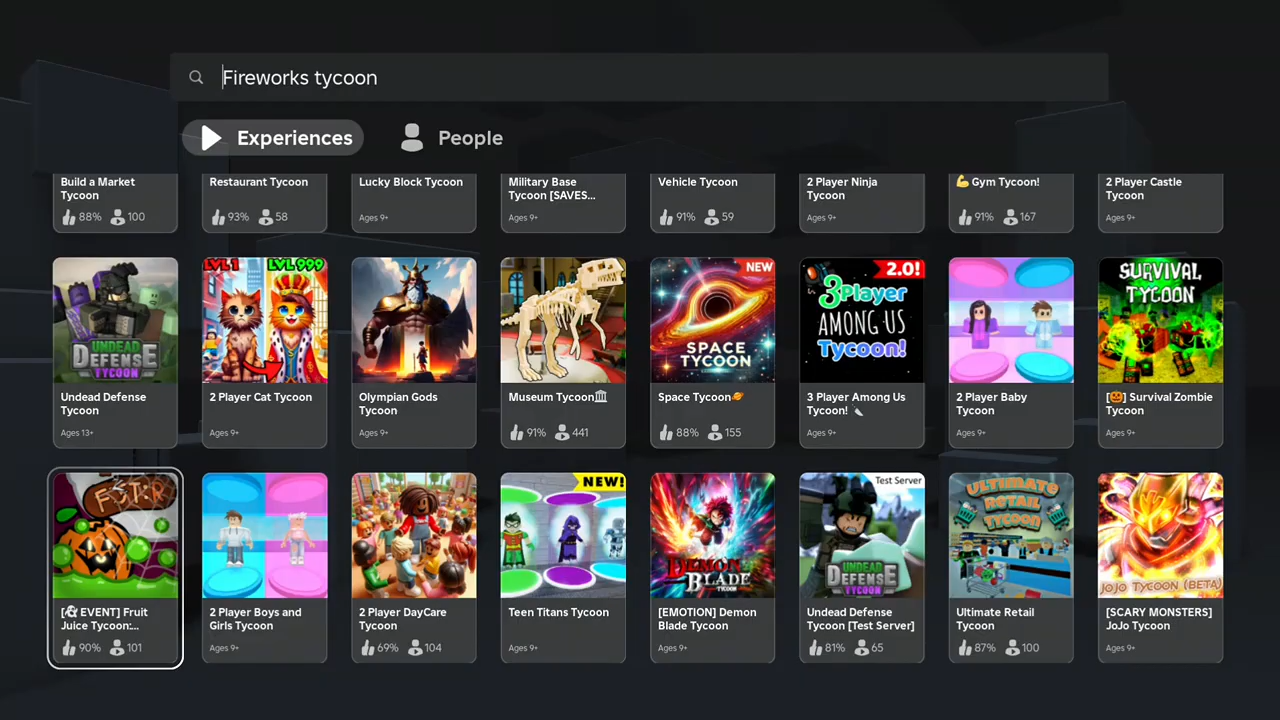 Fireworks tycoon
Experiences
People
Build a Market
Tycoon
88% 100
Restaurant Tycoon
93% 58
Lucky Block Tycoon
Ages 9+
Military Base
Tycoon [SAVES...
Ages 9+
Vehicle Tycoon
91% 59
2 Player Ninja
Tycoon
Ages 9+
💪 Gym Tycoon!
91% 167
2 Player Castle
Tycoon
Ages 9+
UNDEAD
DEFENSE
TYCOON
Undead Defense
Tycoon
Ages 13+
LVL 1 LVL 999
2 Player Cat Tycoon
Ages 9+
Olympian Gods
Tycoon
Ages 9+
Museum Tycoon🏛
91% 441
NEW
SPACE
TYCOON
Space Tycoon🪐
88% 155
2.0!
3Player
AMONG US
Tycoon!
3 Player Among Us
Tycoon! 🔪
Ages 9+
2 Player Baby
Tycoon
Ages 9+
SURVIVAL
TYCOON
[🎃] Survival Zombie
Tycoon
Ages 9+
[👻 EVENT] Fruit
Juice Tycoon:...
90% 101
2 Player Boys and
Girls Tycoon
Ages 9+
2 Player DayCare
Tycoon
69% 104
NEW!
Teen Titans Tycoon
Ages 9+
DEMON
BLADE
TYCOON
[EMOTION] Demon
Blade Tycoon
Ages 9+
Test Server
UNDEAD
DEFENSE
TYCOON
Undead Defense
Tycoon [Test Server]
81% 65
ULTIMATE
RETAIL
TYCOON
Ultimate Retail
Tycoon
87% 100
JOJO TYCOON (BETA)
[SCARY MONSTERS]
JoJo Tycoon
Ages 9+